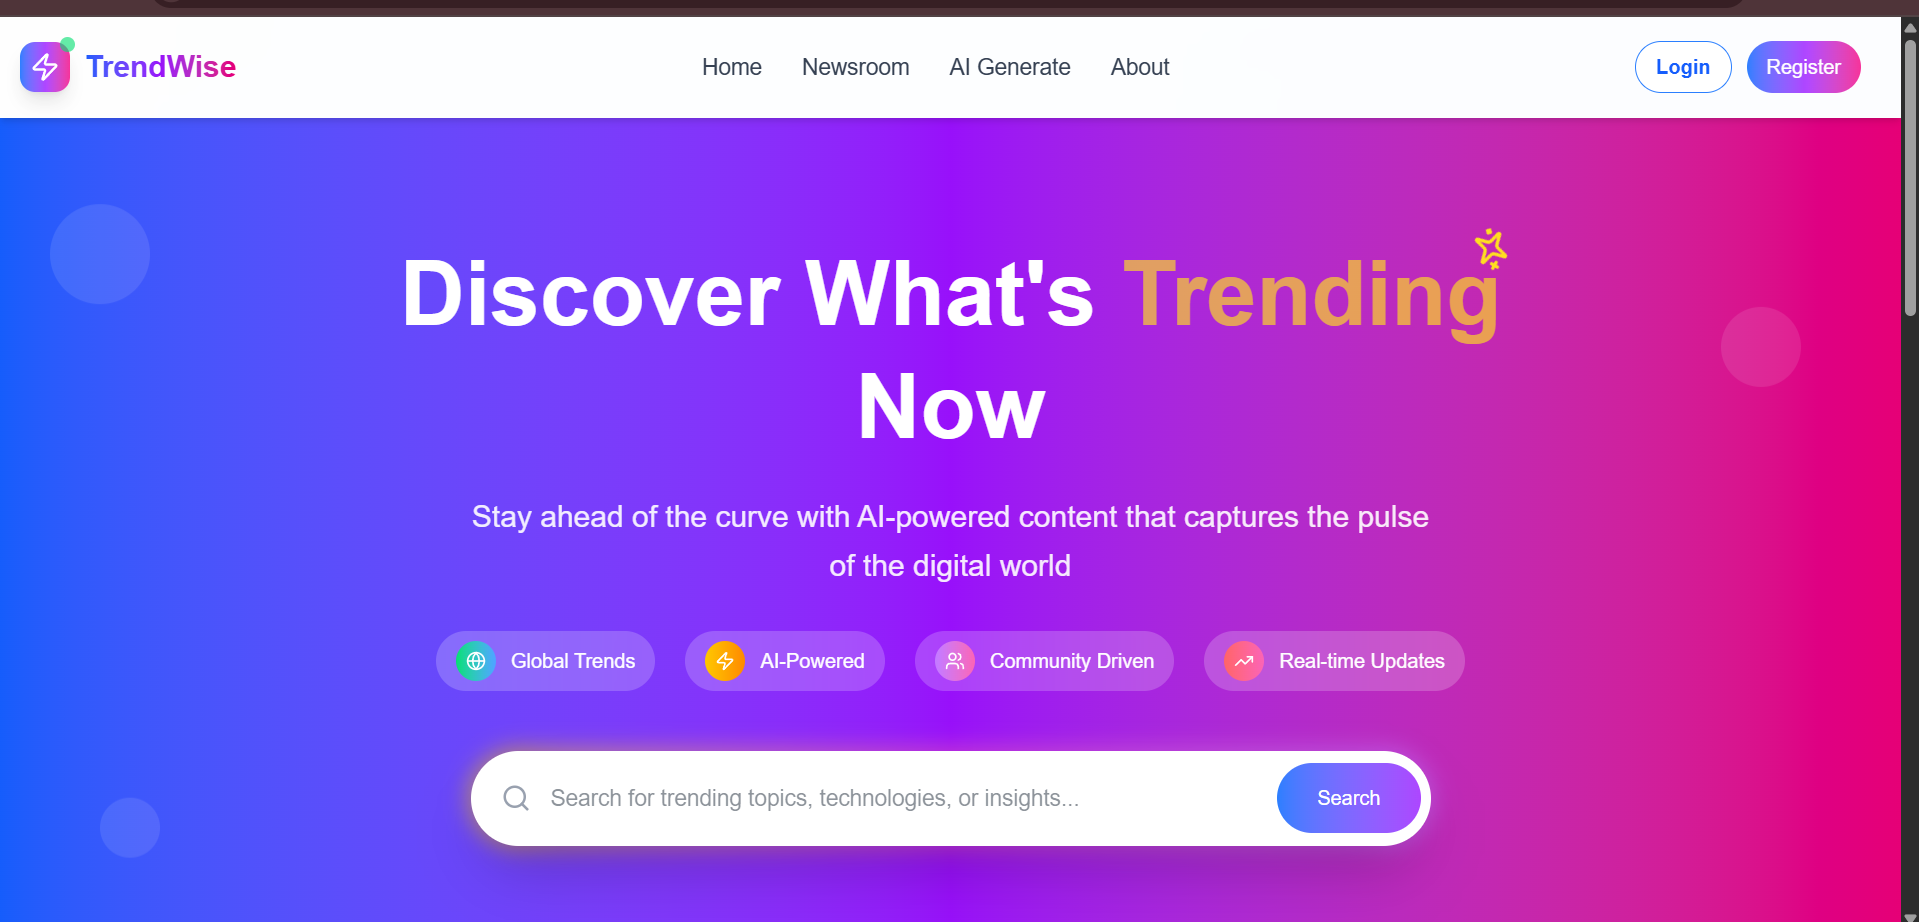 TrendWise
Home
Newsroom
AI Generate
About
Login
Register
Discover What's Trending
Now
Stay ahead of the curve with AI-powered content that captures the pulse
of the digital world
Global Trends
AI-Powered
Community Driven
Real-time Updates
Search for trending topics, technologies, or insights...
Search